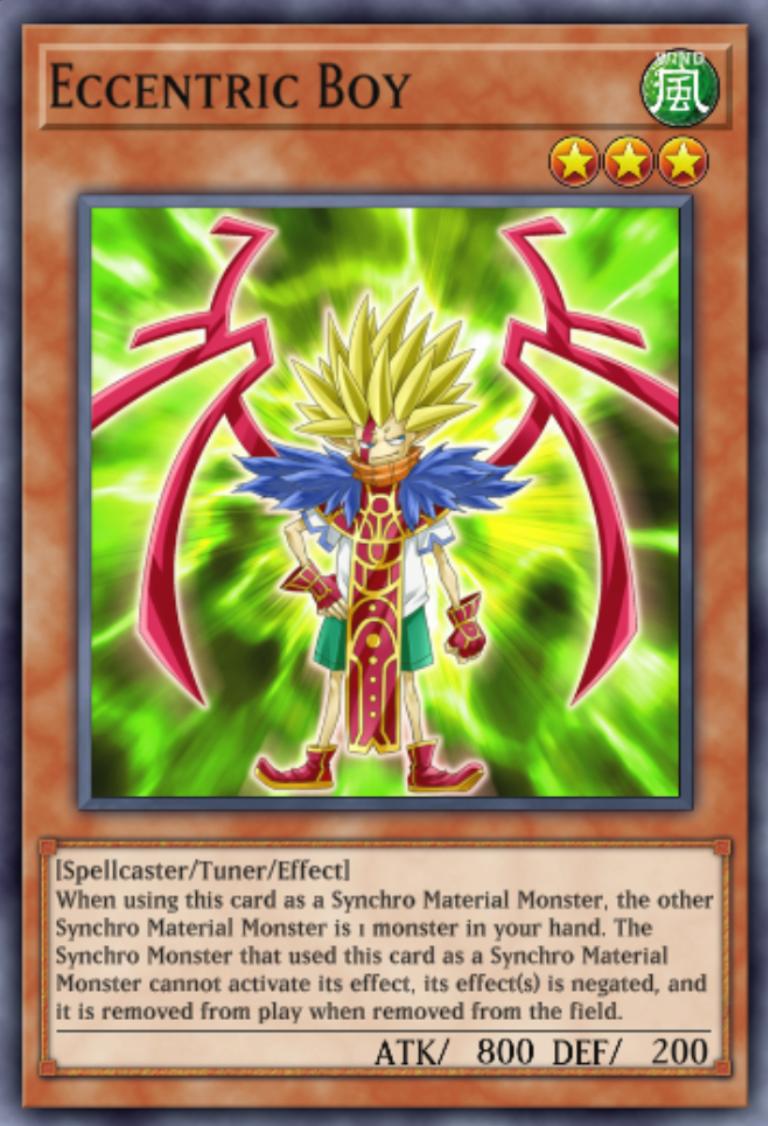 Eccentric Boy
WIND
風
[Spellcaster/Tuner/Effect]
When using this card as a Synchro Material Monster, the other
Synchro Material Monster is 1 monster in your hand. The
Synchro Monster that used this card as a Synchro Material
Monster cannot activate its effect, its effect(s) is negated, and
it is removed from play when removed from the field.
ATK/ 800 DEF/ 200